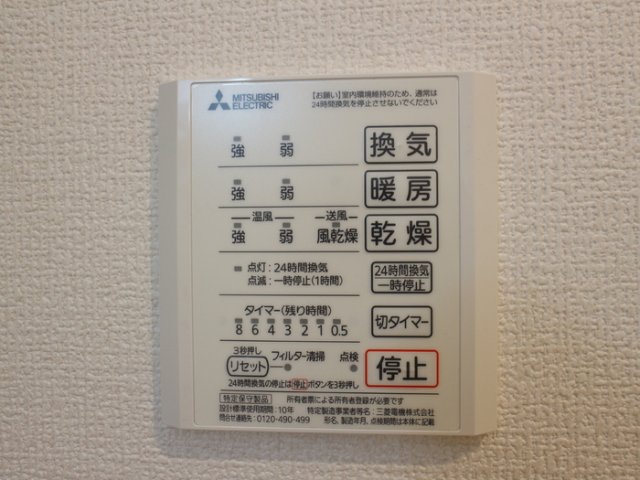 MITSUBISHI ELECTRIC
【お願い】室内環境維持のため、通常は
24時間換気を停止させないでください
強 弱 換気
強 弱 暖房
温風 送風
強 弱 風乾燥 乾燥
点灯：24時間換気
点滅：一時停止(1時間)
24時間換気
一時停止
タイマー(残り時間)
8 6 4 3 2 1 0.5
切タイマー
3秒押し
リセット フィルター清掃 点検
停止
24時間換気の停止は停止ボタンを3秒押し
特定保守製品 所有者票による所有者登録が必要です
設計標準使用期間：10年 特定製造事業者等名：三菱電機株式会社
問合せ連絡先：0120-490-499 形名、製造年月、点検期間は本体に記載